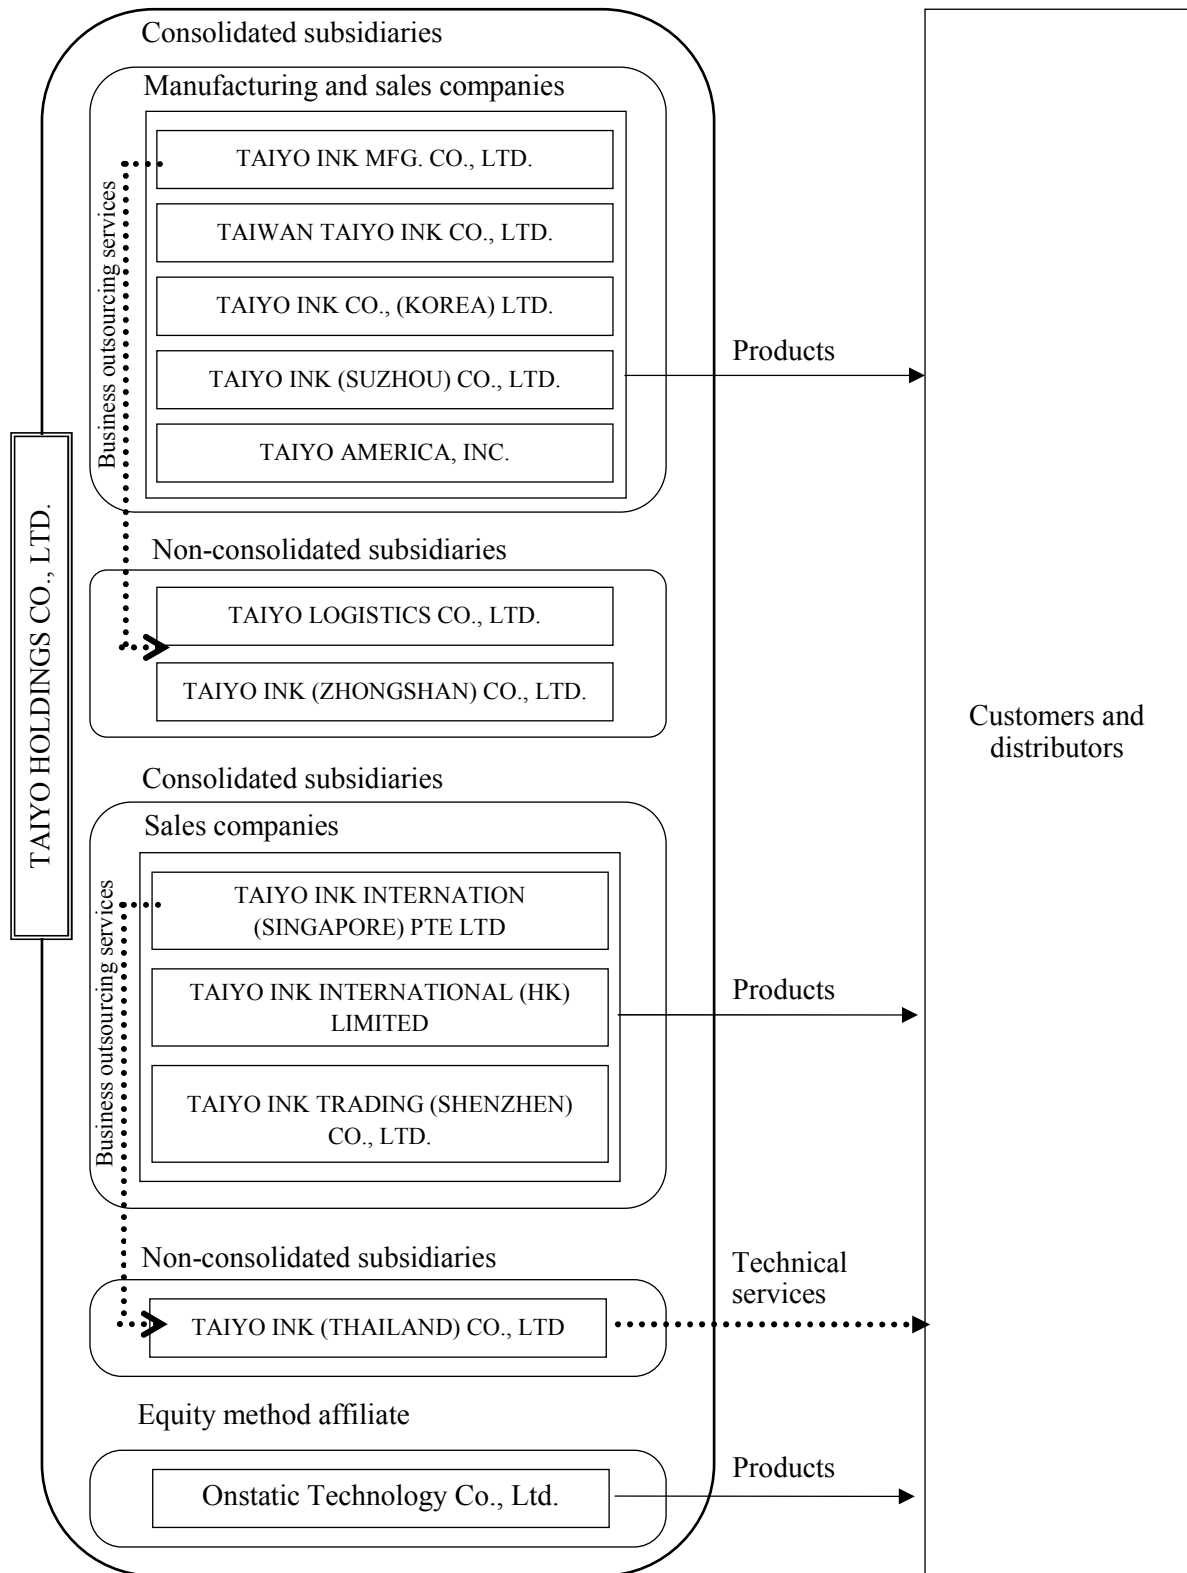 Consolidated subsidiaries
Manufacturing and sales companies
TAIYO INK MFG. CO., LTD.
TAIWAN TAIYO INK CO., LTD.
TAIYO INK CO., (KOREA) LTD.
TAIYO INK (SUZHOU) CO., LTD.
TAIYO AMERICA, INC.
Business outsourcing services
Products
TAIYO HOLDINGS CO., LTD.
Non-consolidated subsidiaries
TAIYO LOGISTICS CO., LTD.
TAIYO INK (ZHONGSHAN) CO., LTD.
Customers and
distributors
Consolidated subsidiaries
Sales companies
TAIYO INK INTERNATION
(SINGAPORE) PTE LTD
TAIYO INK INTERNATIONAL (HK)
LIMITED
TAIYO INK TRADING (SHENZHEN)
CO., LTD.
Business outsourcing services
Products
Non-consolidated subsidiaries
TAIYO INK (THAILAND) CO., LTD
Technical
services
Equity method affiliate
Onstatic Technology Co., Ltd.
Products